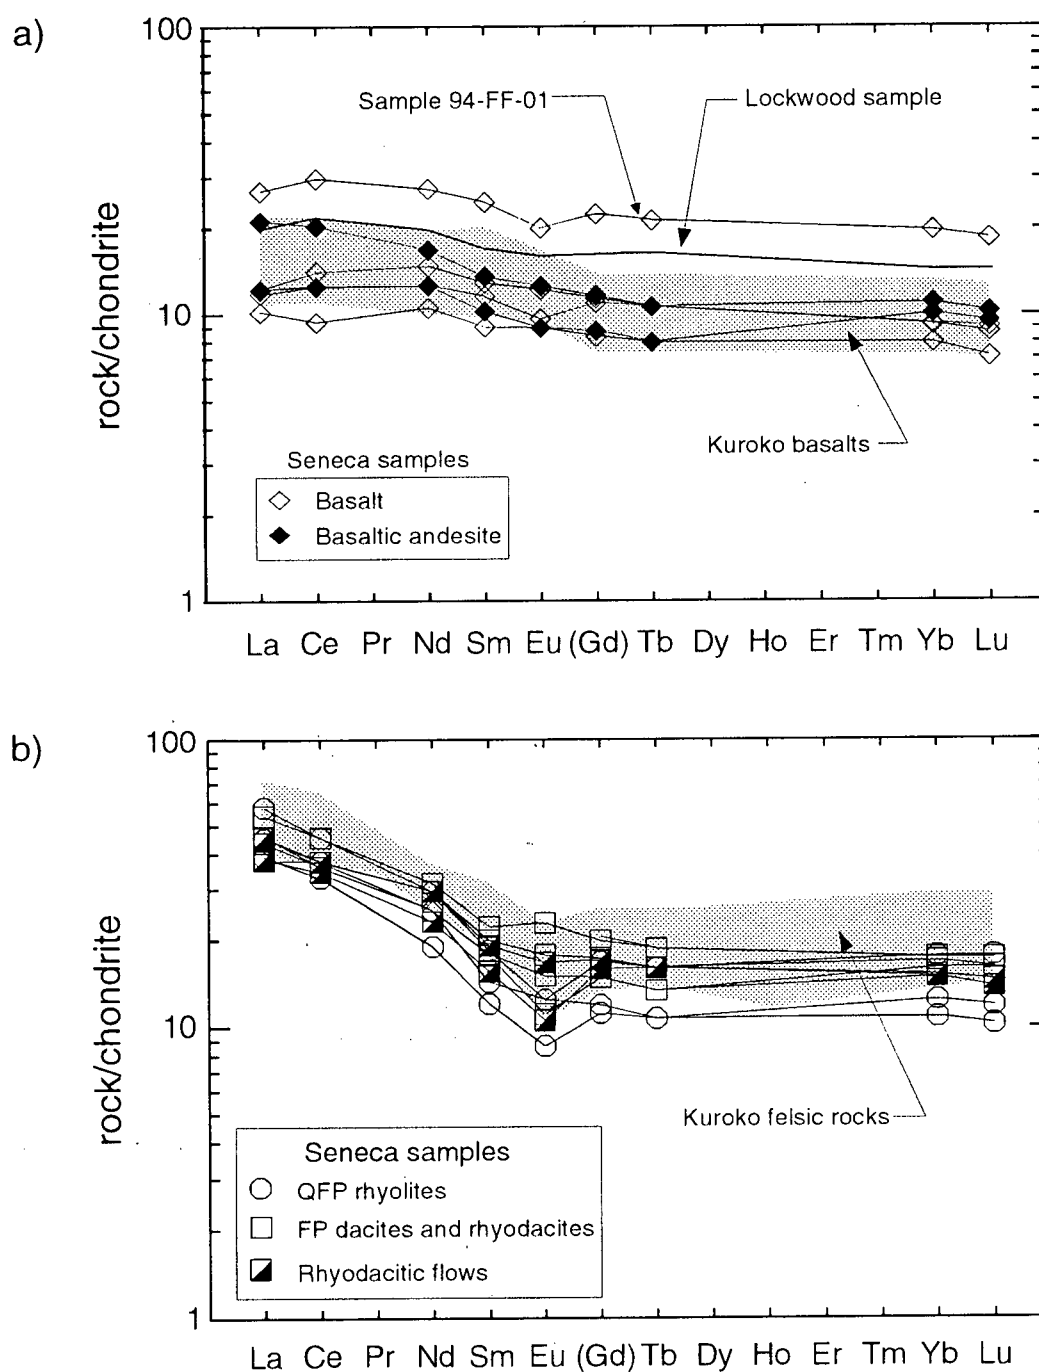 a)
100
Sample 94-FF-01
Lockwood sample
rock/chondrite
10
Kuroko basalts
Seneca samples
Basalt
Basaltic andesite
1
La Ce Pr Nd Sm Eu (Gd) Tb Dy Ho Er Tm Yb Lu
b)
100
rock/chondrite
10
Kuroko felsic rocks
Seneca samples
QFP rhyolites
FP dacites and rhyodacites
Rhyodacitic flows
1
La Ce Pr Nd Sm Eu (Gd) Tb Dy Ho Er Tm Yb Lu